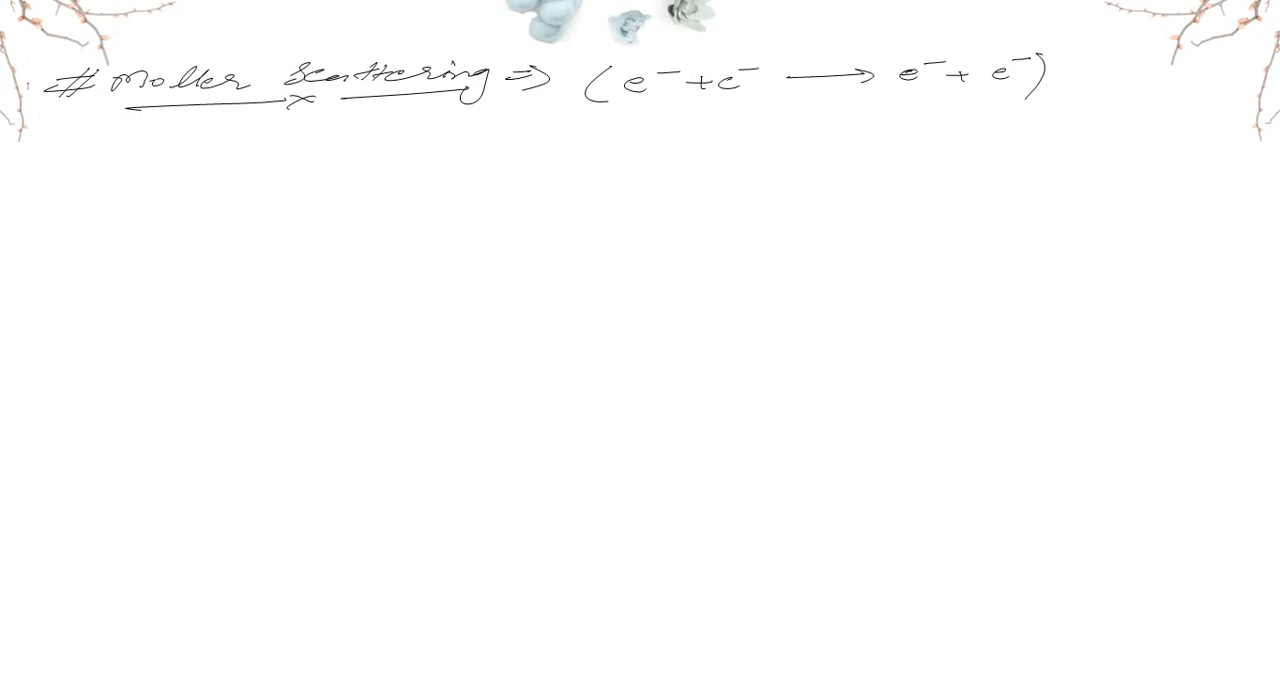 # Moller Scattering ⇒ (e⁻+e⁻ ⟶ e⁻+ e⁻)